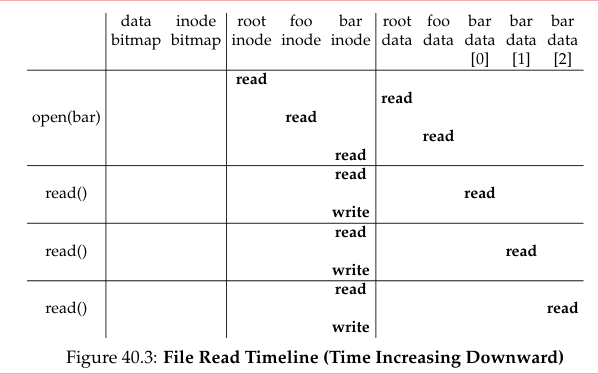 data inode root foo bar root foo bar bar bar
bitmap bitmap inode inode inode data data data data data
[0] [1] [2]
read
read
open(bar) read
read
read
read
read() read
write
read
read() read
write
read
read() read
write
Figure 40.3: File Read Timeline (Time Increasing Downward)